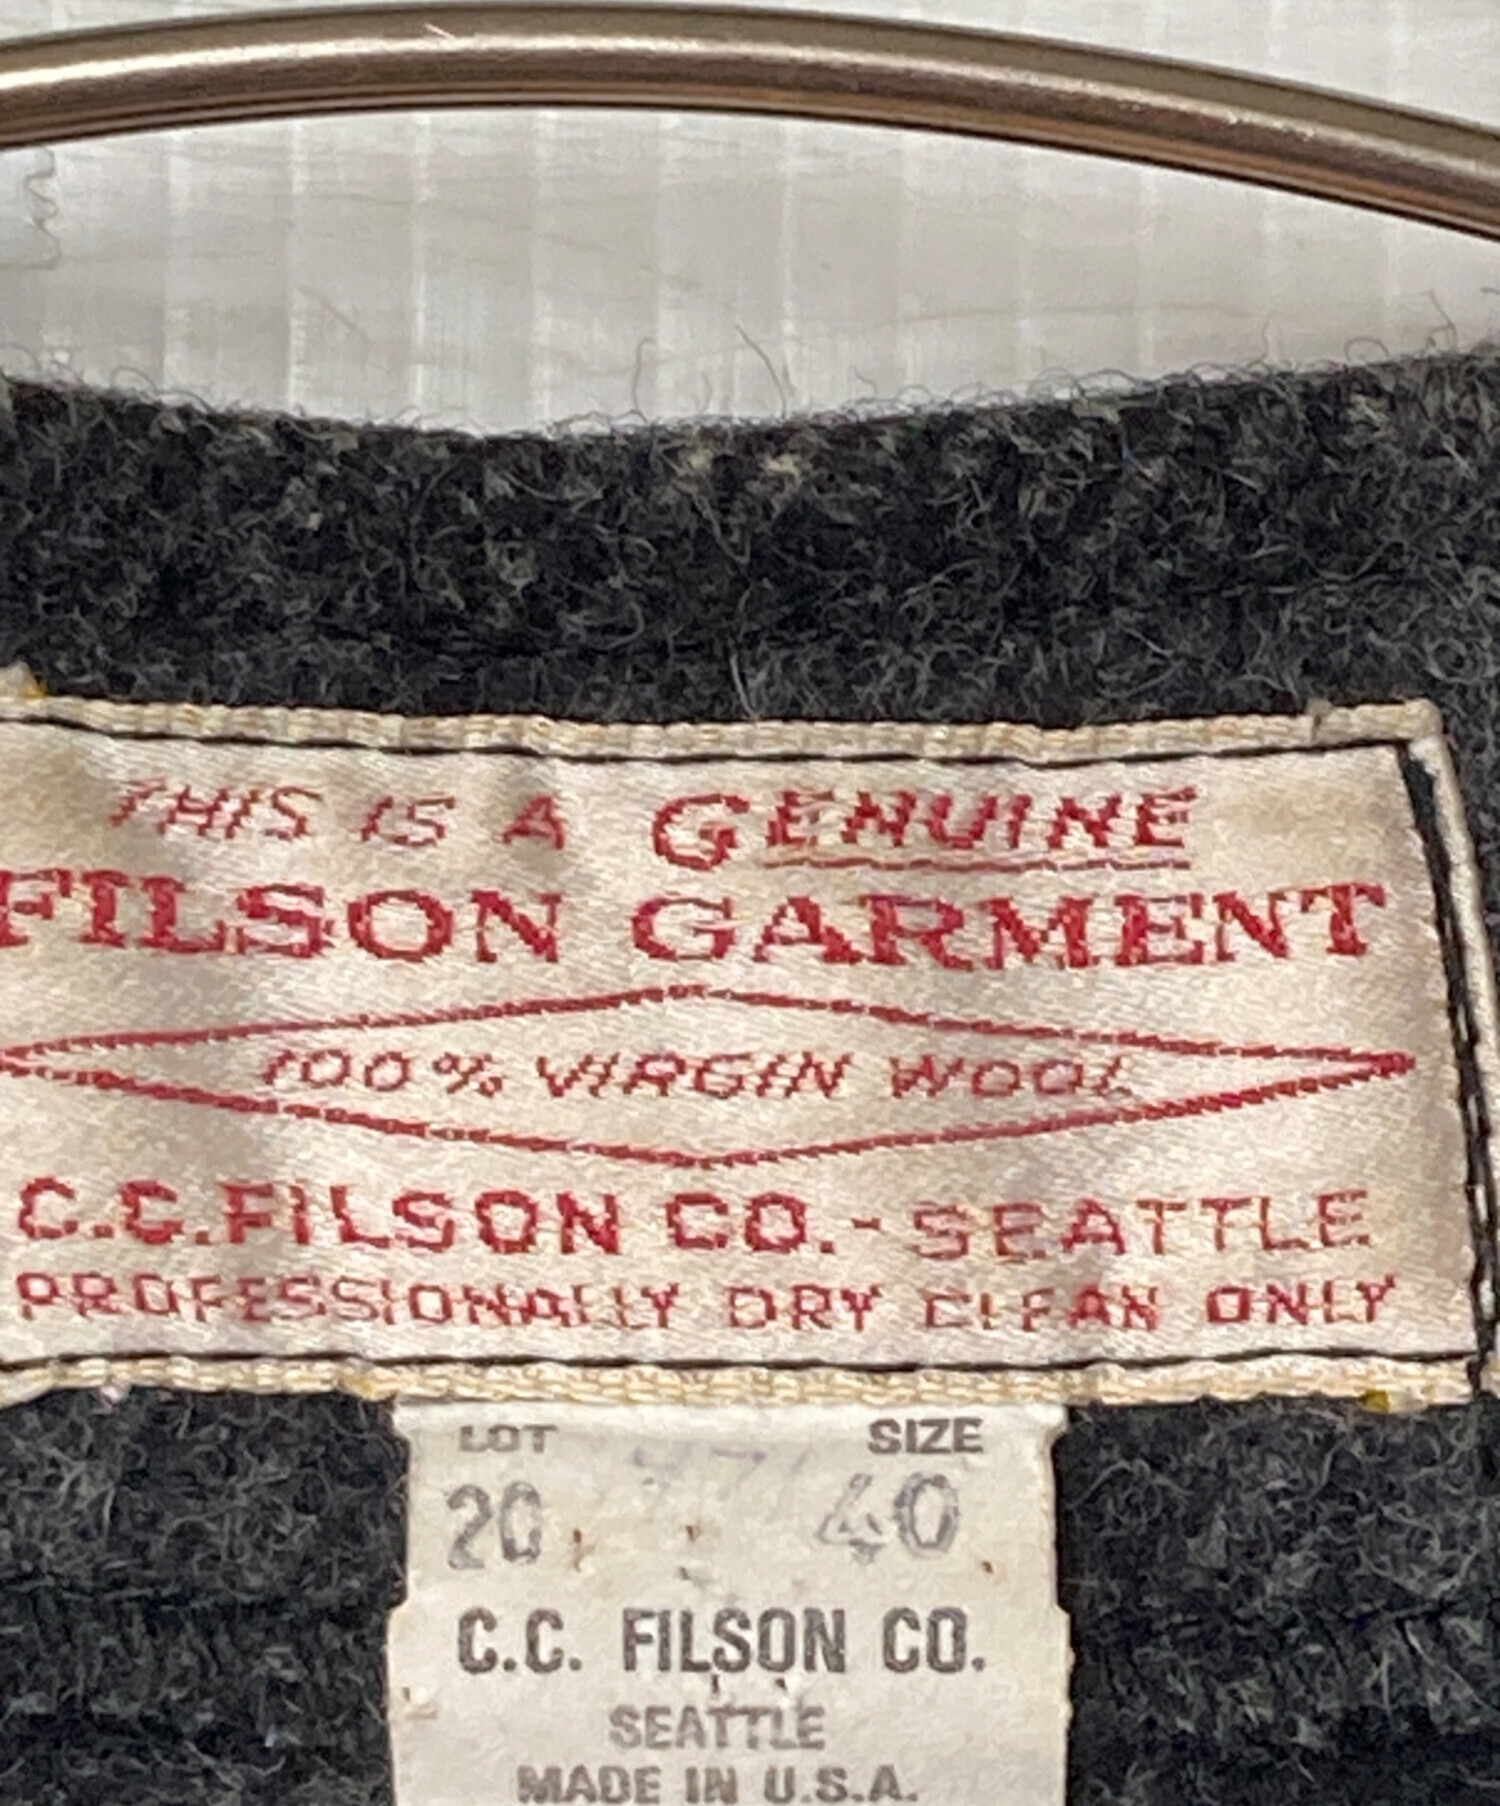 THIS IS A GENUINE
FILSON GARMENT
100% VIRGIN WOOL
C.C. FILSON CO. - SEATTLE
PROFESSIONALLY DRY CLEAN ONLY
LOT SIZE
20 40
C.C. FILSON CO.
SEATTLE
MADE IN U.S.A.